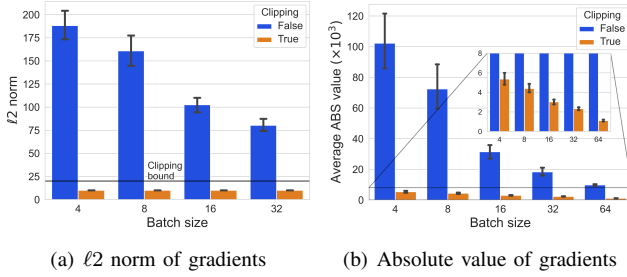 Clipping
False
True
200
175
150
125
100
75
50
25
0
ℓ2 norm
Clipping
bound
4 8 16 32
Batch size
(a) ℓ2 norm of gradients
Clipping
False
True
120
100
80
60
40
20
0
Average ABS value (×10³)
8
6
4
2
0
4 8 16 32 64
4 8 16 32 64
Batch size
(b) Absolute value of gradients